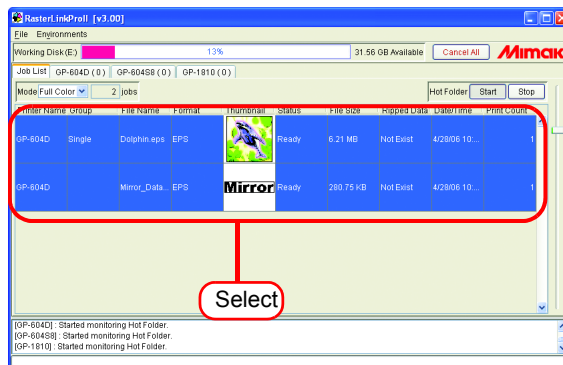 RasterLinkProII [v3.00]
File Environments
Working Disk(E:) 13% 31.56 GB Available Cancel All Mimak
Job List GP-604D ( 0 ) GP-604S8 ( 0 ) GP-1810 ( 0 )
Mode Full Color 2 jobs Hot Folder Start Stop
Printer Name Group File Name Format Thumbnail Status File Size Ripped Data Date/Time Print Count
GP-604D Single Dolphin.eps EPS Ready 6.21 MB Not Exist 4/28/06 10:... 1
GP-604D Mirror_Data... EPS Mirror Ready 280.75 KB Not Exist 4/28/06 10:... 1
Select
[GP-604D] : Started monitoring Hot Folder.
[GP-604S8] : Started monitoring Hot Folder.
[GP-1810] : Started monitoring Hot Folder.